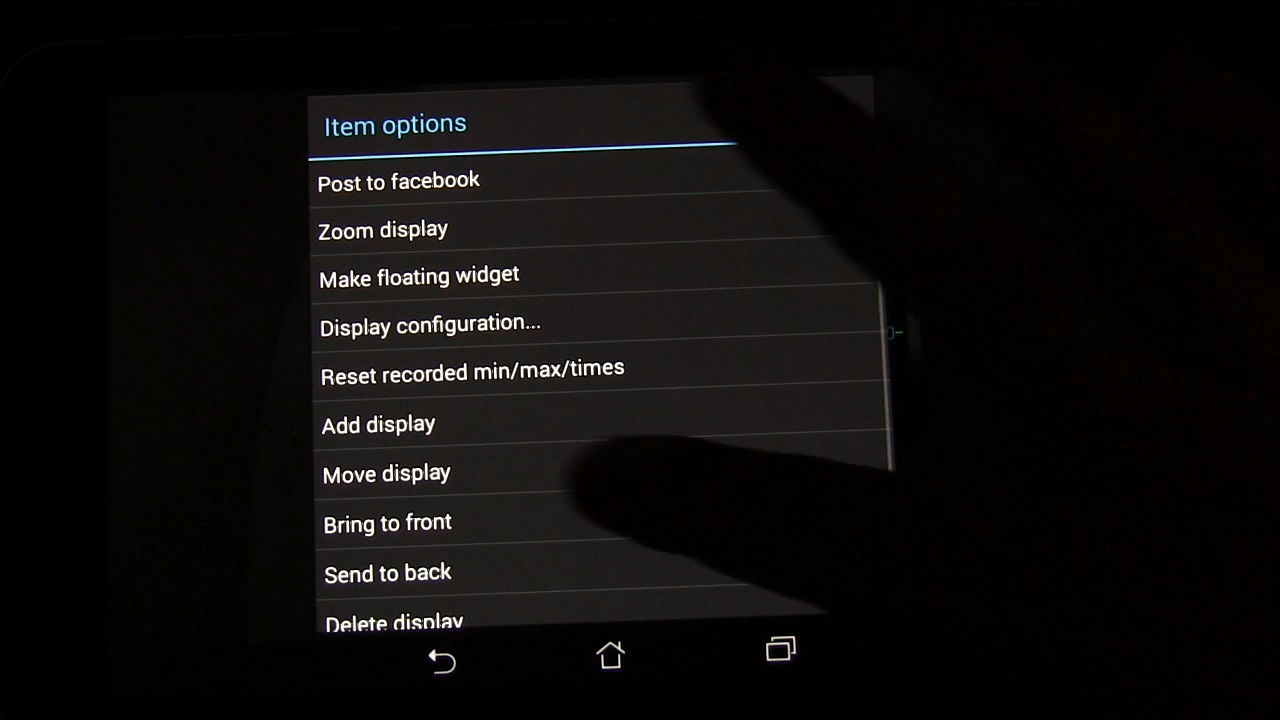 Item options
Post to facebook
Zoom display
Make floating widget
Display configuration...
Reset recorded min/max/times
Add display
Move display
Bring to front
Send to back
Delete display